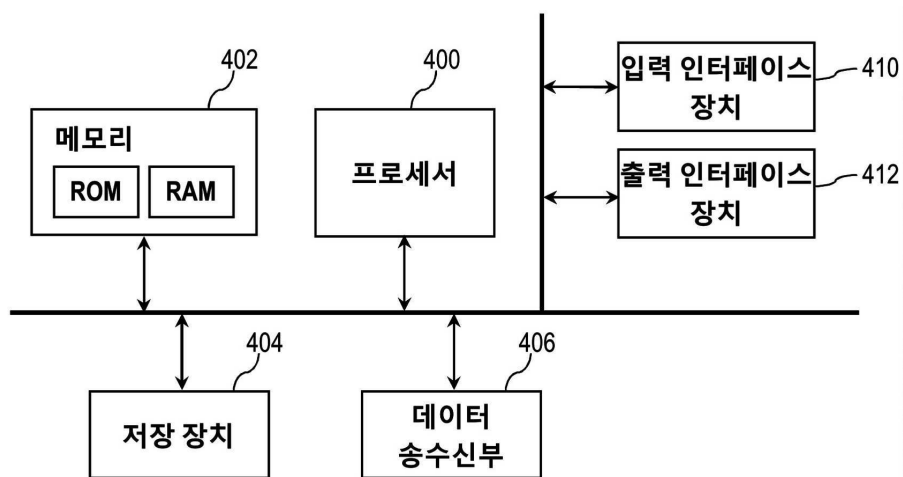 402
메모리
ROM RAM
400
프로세서
입력 인터페이스
장치
410
출력 인터페이스
장치
412
404
저장 장치
406
데이터
송수신부